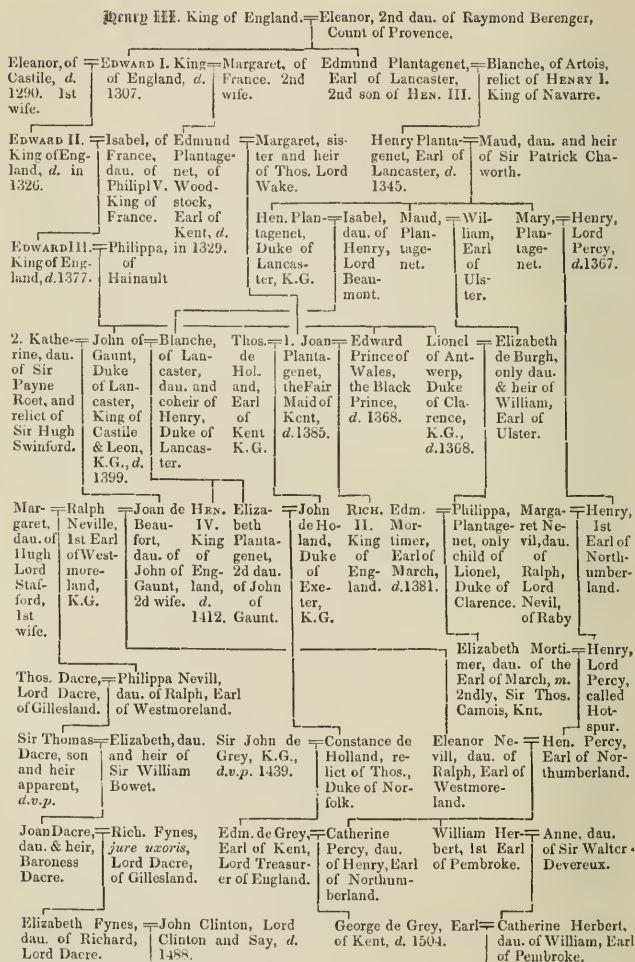 Henry III. King of England.=Eleanor, 2nd dau. of Raymond Berenger,
Count of Provence.
Eleanor, of
Castile, d.
1290. 1st
wife.
EDWARD I. King
of England, d.
1307.
Margaret, of
France. 2nd
wife.
Edmund Plantagenet,
Earl of Lancaster,
2nd son of HEN. III.
Blanche, of Artois,
relict of HENRY I.
King of Navarre.
EDWARD II.
King of Eng-
land, d. in
1326.
Isabel, of
France,
dau. of
Philip IV.
King of
France.
Edmund
Plantage-
net, of
Wood-
stock,
Earl of
Kent, d.
in 1329.
Margaret, sis-
ter and heir
of Thos. Lord
Wake.
Henry Planta-
genet, Earl of
Lancaster, d.
1345.
Maud, dau. and heir
of Sir Patrick Cha-
worth.
EDWARD III.
King of Eng-
land, d. 1377.
Philippa,
of
Hainault
Hen. Plan-
tagenet,
Duke of
Lancas-
ter, K.G.
Isabel,
dau. of
Henry,
Lord
Beau-
mont.
Maud,
Plan-
tage-
net.
Wil-
liam,
Earl
of
Uls-
ter.
Mary,
Plan-
tage-
net.
Henry,
Lord
Percy,
d. 1367.
2. Kathe-
rine, dau.
of Sir
Payne
Roet, and
relict of
Sir Hugh
Swinford.
John of
Gaunt,
Duke
of Lan-
caster,
King of
Castile
& Leon,
K.G., d.
1399.
Blanche,
of Lan-
caster,
dau. and
coheir of
Henry,
Duke of
Lancas-
ter.
Thos.
de
Hol-
and,
Earl
of
Kent
K.G.
1. Joan
Planta-
genet,
the Fair
Maid of
Kent,
d. 1385.
Edward
Prince of
Wales,
the Black
Prince,
d. 1368.
Lionel
of Ant-
werp,
Duke
of Cla-
rence,
K.G.,
d. 1368.
Elizabeth
de Burgh,
only dau.
& heir of
William,
Earl of
Ulster.
Mar-
garet,
dau. of
Hugh
Lord
Staf-
ford,
1st
wife.
Ralph
Neville,
1st Earl
of West-
more-
land,
K.G.
Joan de
Beau-
fort,
dau. of
John of
Gaunt,
2d wife.
HEN.
IV.
King
of
Eng-
land,
d.
1412.
Eliza-
beth
Planta-
genet,
2d dau.
of John
of
Gaunt.
John
de Ho-
land,
Duke
of
Exe-
ter,
K.G.
RICH.
II.
King
of
Eng-
land.
Edm.
Mor-
timer,
Earl of
March,
d. 1381.
Philippa,
Plantage-
net, only
child of
Lionel,
Duke of
Clarence.
Marga-
ret Ne-
vil, dau.
of
Ralph,
Lord
Nevil,
of Raby
Henry,
1st
Earl of
North-
umber-
land.
Thos. Dacre,
Lord Dacre,
of Gillesland.
Philippa Nevill,
dau. of Ralph, Earl
of Westmoreland.
Elizabeth Morti-
mer, dau. of the
Earl of March, m.
2ndly, Sir Thos.
Camois, Knt.
Henry,
Lord
Percy,
called
Hot-
spur.
Sir Thomas
Dacre, son
and heir
apparent,
d.v.p.
Elizabeth, dau.
and heir of
Sir William
Bowet.
Sir John de
Grey, K.G.,
d.v.p. 1439.
Constance de
Holland, re-
lict of Thos.,
Duke of Nor-
folk.
Eleanor Ne-
vill, dau. of
Ralph, Earl of
Westmore-
land.
Hen. Percy,
Earl of Nor-
thumberland.
Joan Dacre,
dau. & heir,
Baroness
Dacre.
Rich. Fynes,
jure uxoris,
Lord Dacre,
of Gillesland.
Edm. de Grey,
Earl of Kent,
Lord Treasur-
er of England.
Catherine
Percy, dau.
of Henry, Earl
of Northum-
berland.
William Her-
bert, 1st Earl
of Pembroke.
Anne, dau.
of Sir Walter
Devereux.
Elizabeth Fynes,
dau. of Richard,
Lord Dacre.
John Clinton, Lord
Clinton and Say, d.
1488.
George de Grey, Earl
of Kent, d. 1504.
Catherine Herbert,
dau. of William, Earl
of Pembroke.